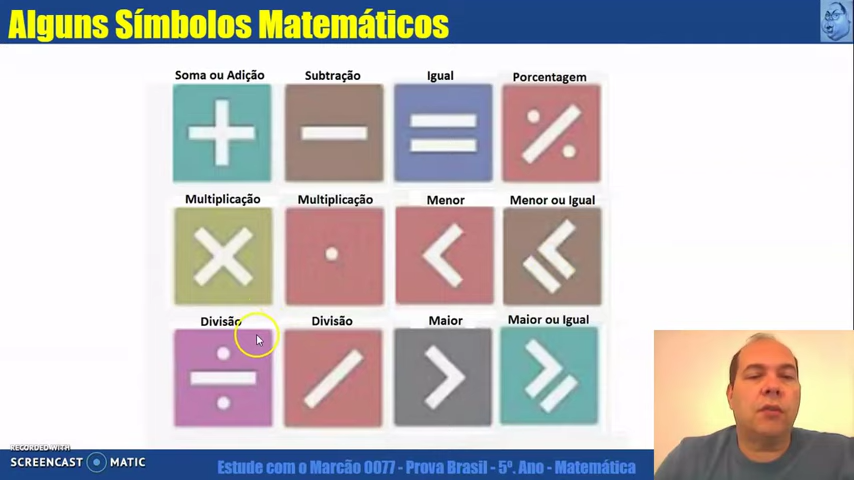 Alguns Símbolos Matemáticos
Soma ou Adição Subtração Igual Porcentagem
Multiplicação Multiplicação Menor Menor ou Igual
Divisão Divisão Maior Maior ou Igual
RECORDED WITH
SCREENCAST MATIC
Estude com o Marcão 0077 - Prova Brasil - 5º. Ano - Matemática